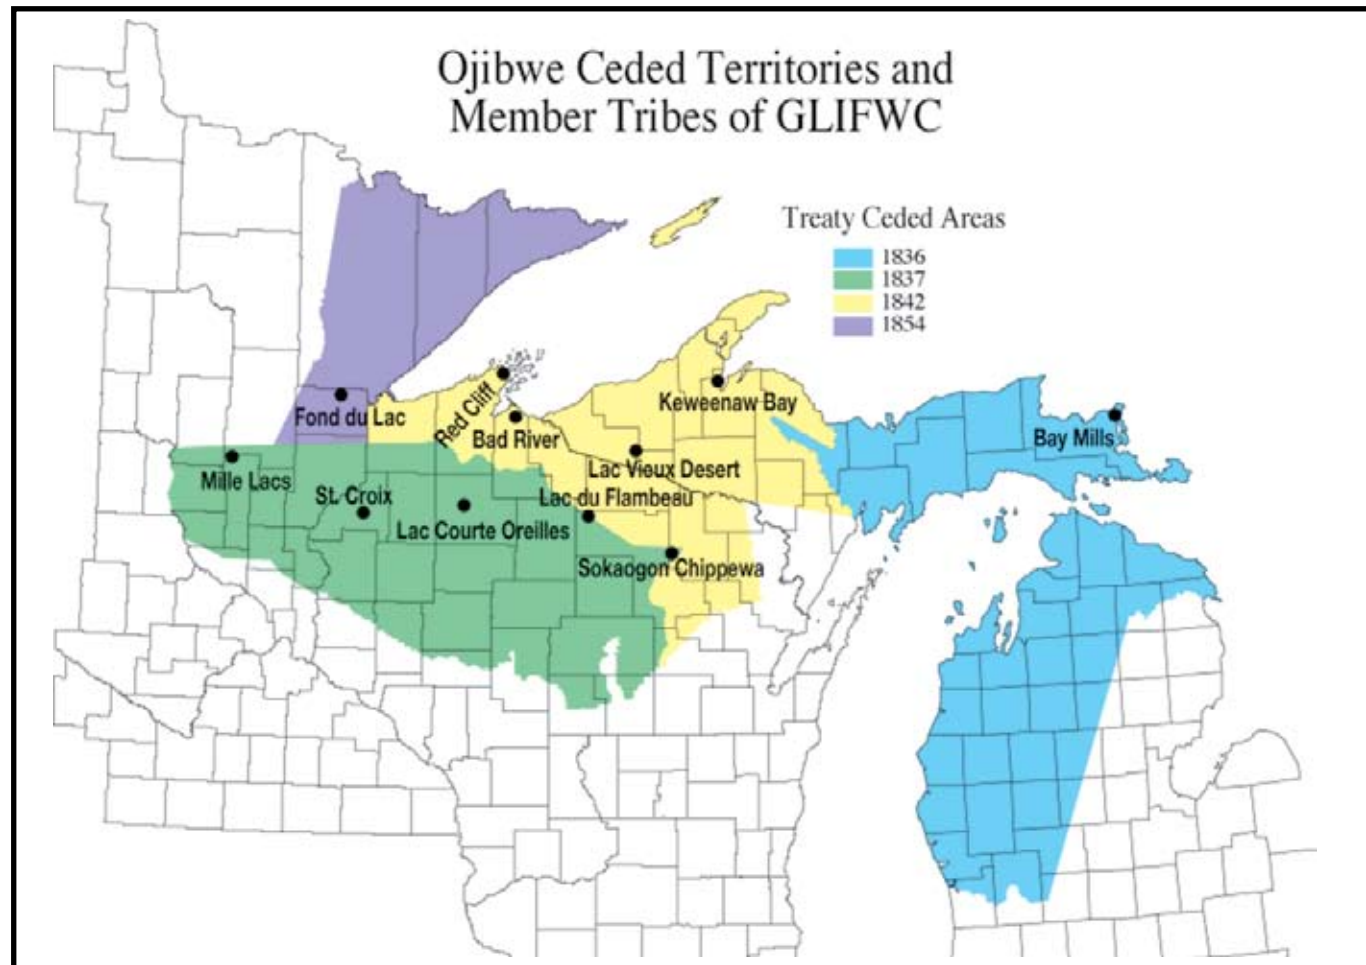 Ojibwe Ceded Territories and
Member Tribes of GLIFWC
Treaty Ceded Areas
1836
1837
1842
1854
Red Cliff
Keweenaw Bay
Fond du Lac
Bad River
Bay Mills
Mille Lacs
Lac Vieux Desert
St. Croix
Lac du Flambeau
Lac Courte Oreilles
Sokaogon Chippewa